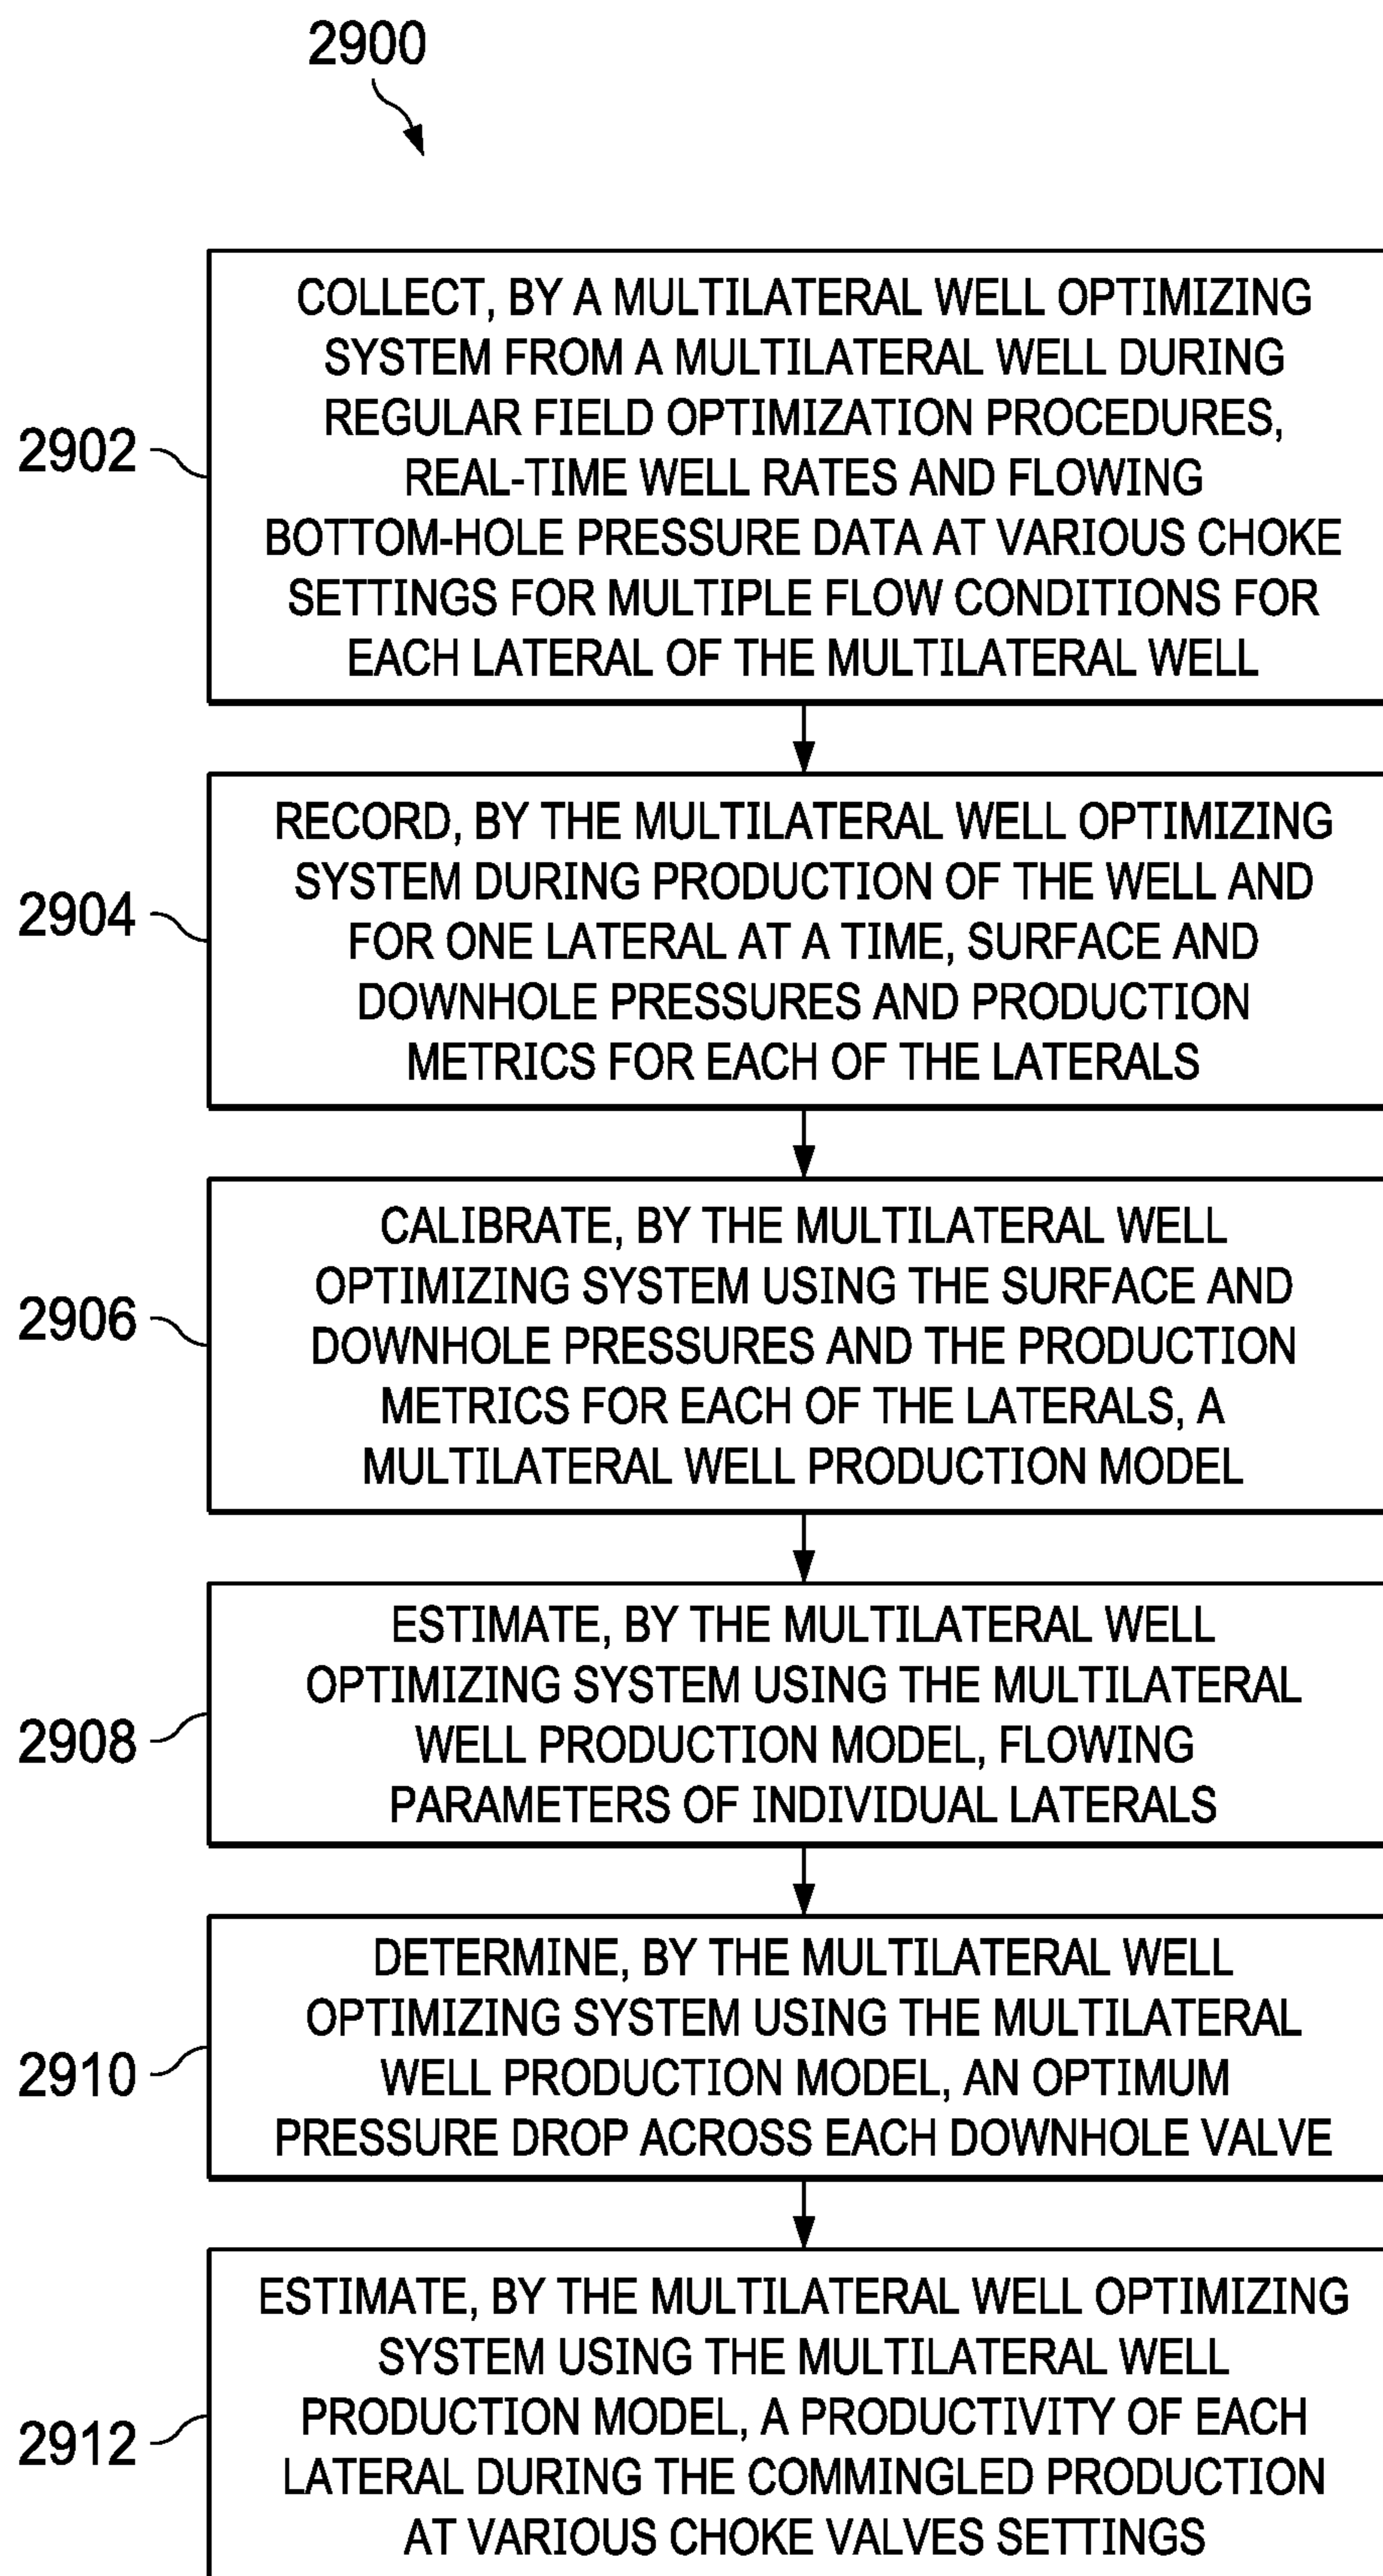 2900
2902
COLLECT, BY A MULTILATERAL WELL OPTIMIZING
SYSTEM FROM A MULTILATERAL WELL DURING
REGULAR FIELD OPTIMIZATION PROCEDURES,
REAL-TIME WELL RATES AND FLOWING
BOTTOM-HOLE PRESSURE DATA AT VARIOUS CHOKE
SETTINGS FOR MULTIPLE FLOW CONDITIONS FOR
EACH LATERAL OF THE MULTILATERAL WELL
2904
RECORD, BY THE MULTILATERAL WELL OPTIMIZING
SYSTEM DURING PRODUCTION OF THE WELL AND
FOR ONE LATERAL AT A TIME, SURFACE AND
DOWNHOLE PRESSURES AND PRODUCTION
METRICS FOR EACH OF THE LATERALS
2906
CALIBRATE, BY THE MULTILATERAL WELL
OPTIMIZING SYSTEM USING THE SURFACE AND
DOWNHOLE PRESSURES AND THE PRODUCTION
METRICS FOR EACH OF THE LATERALS, A
MULTILATERAL WELL PRODUCTION MODEL
2908
ESTIMATE, BY THE MULTILATERAL WELL
OPTIMIZING SYSTEM USING THE MULTILATERAL
WELL PRODUCTION MODEL, FLOWING
PARAMETERS OF INDIVIDUAL LATERALS
2910
DETERMINE, BY THE MULTILATERAL WELL
OPTIMIZING SYSTEM USING THE MULTILATERAL
WELL PRODUCTION MODEL, AN OPTIMUM
PRESSURE DROP ACROSS EACH DOWNHOLE VALVE
2912
ESTIMATE, BY THE MULTILATERAL WELL OPTIMIZING
SYSTEM USING THE MULTILATERAL WELL
PRODUCTION MODEL, A PRODUCTIVITY OF EACH
LATERAL DURING THE COMMINGLED PRODUCTION
AT VARIOUS CHOKE VALVES SETTINGS